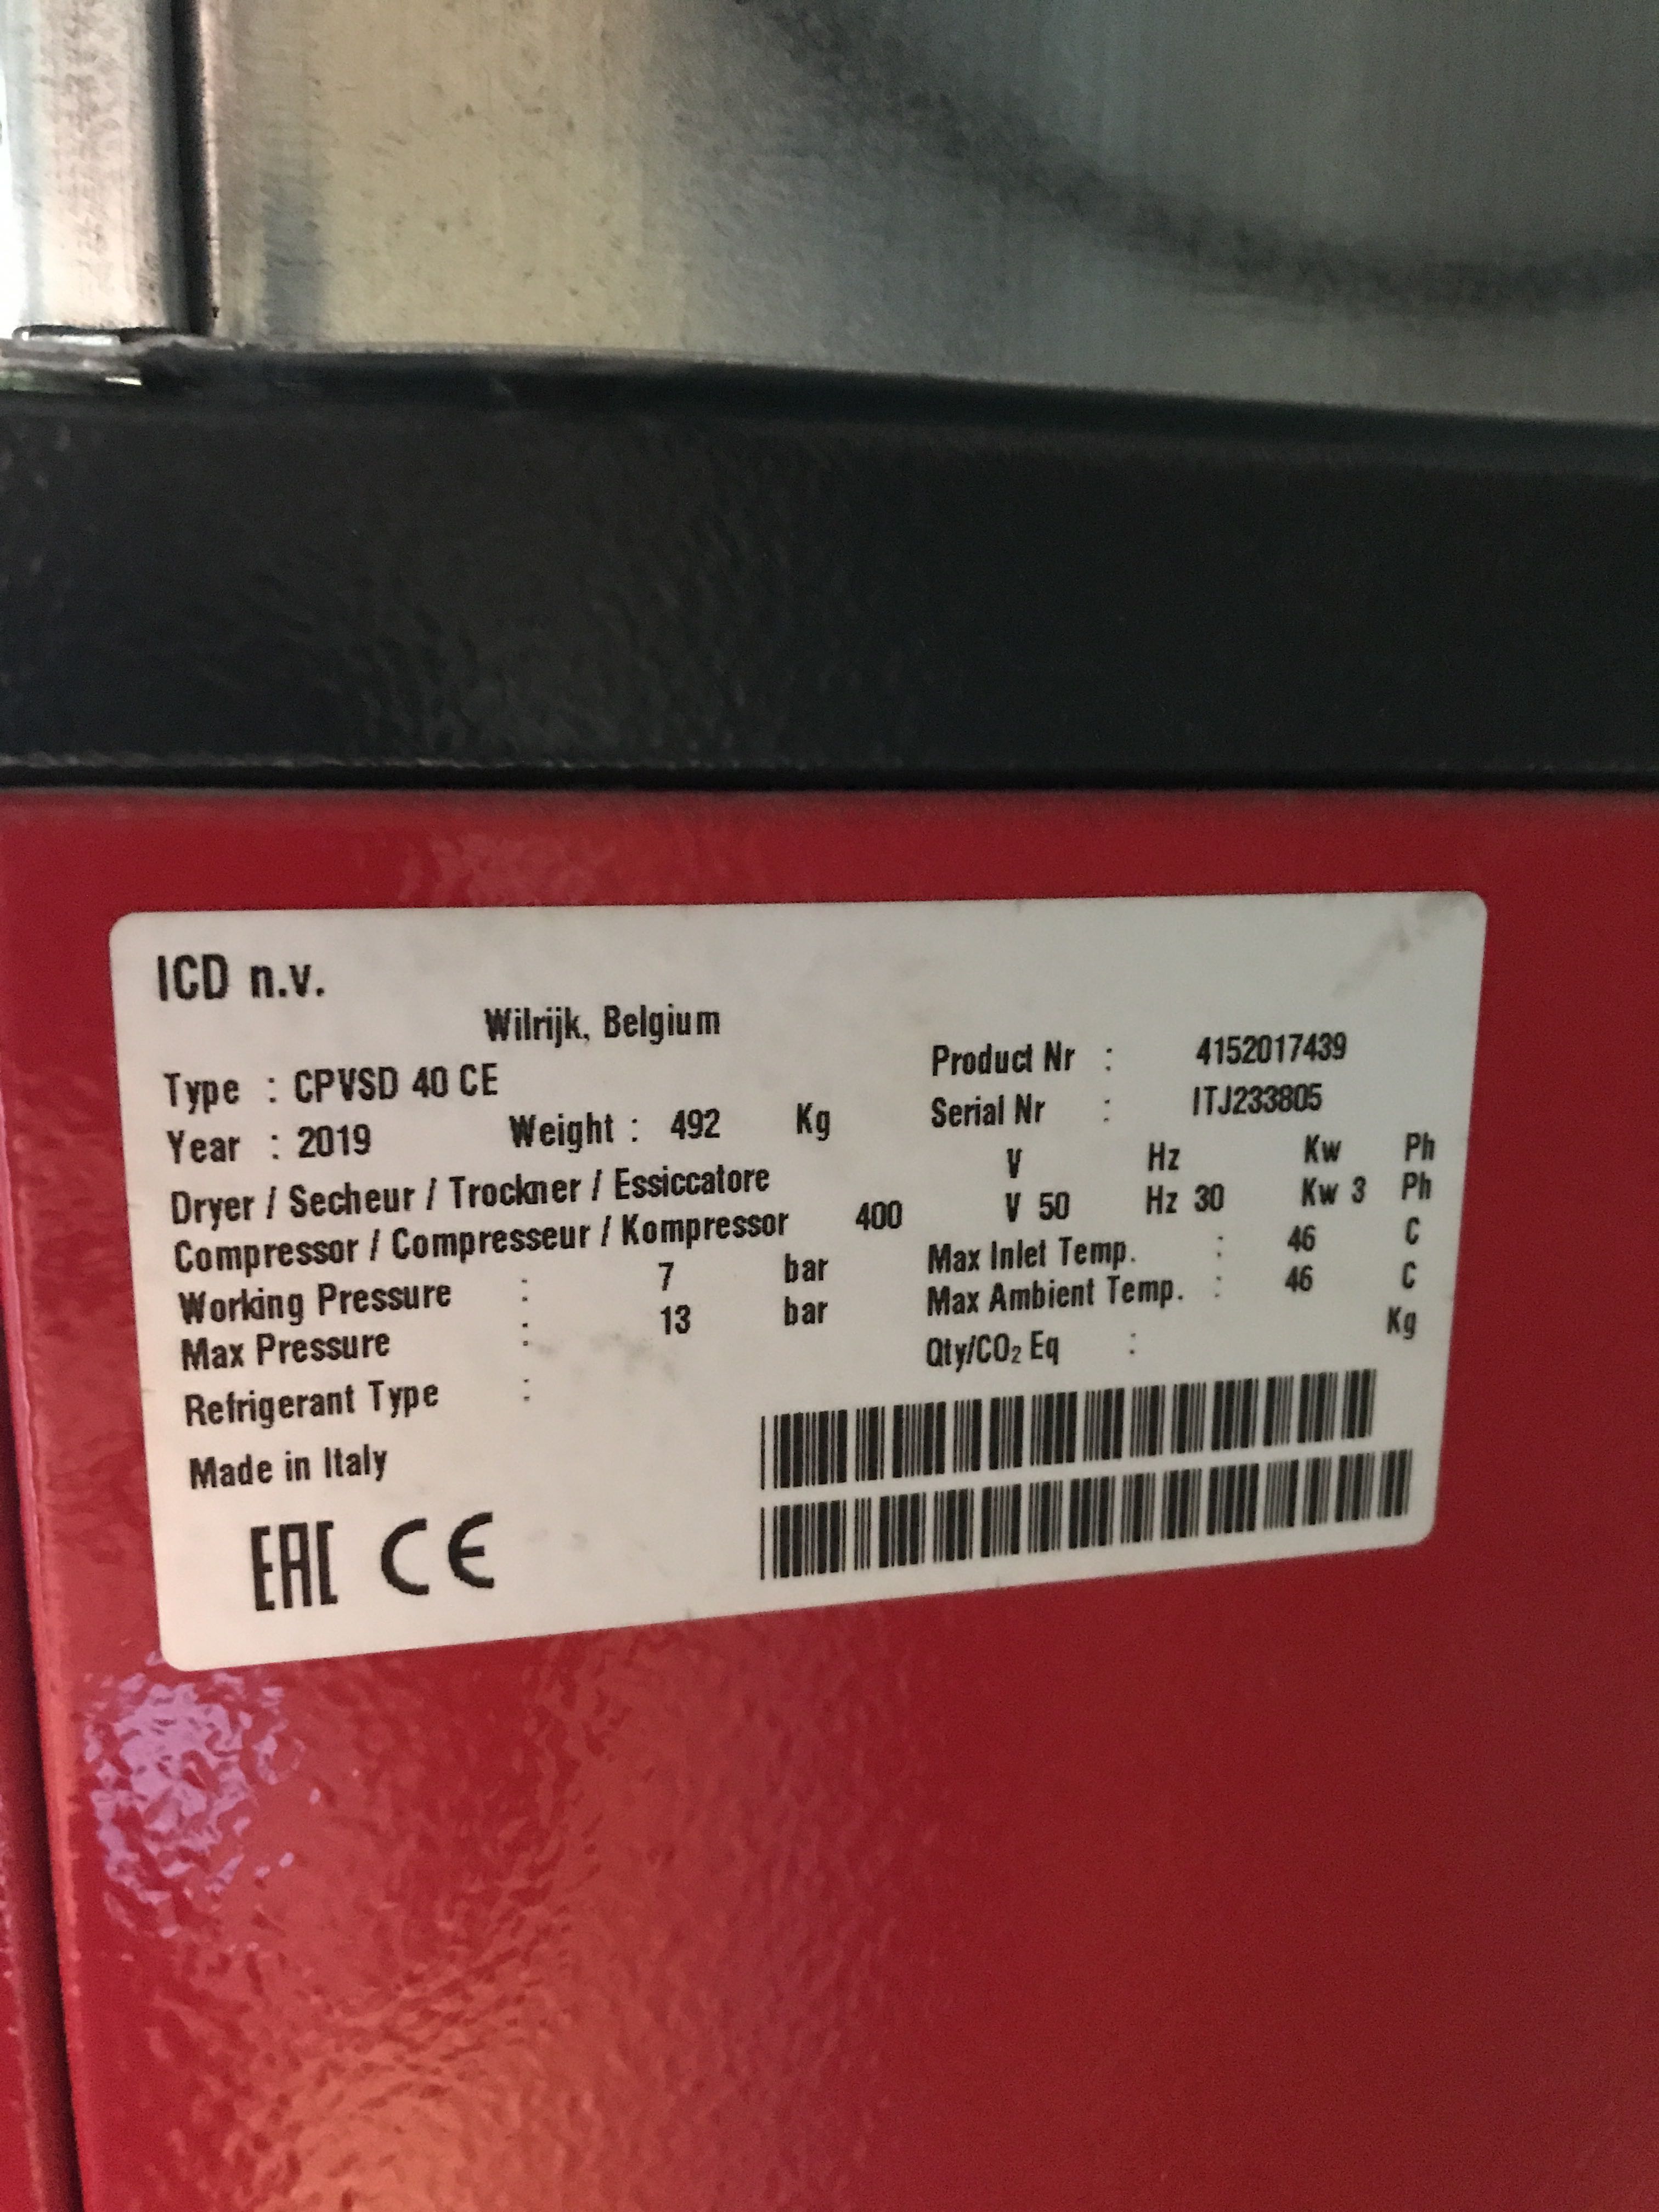 ICD n.v.
Wilrijk, Belgium
Type : CPVSD 40 CE
Product Nr : 4152017439
Year : 2019 Weight : 492 Kg
Serial Nr : ITJ233805
Dryer / Secheur / Trockner / Essiccatore V Hz Kw Ph
Compressor / Compresseur / Kompressor 400 V 50 Hz 30 Kw 3 Ph
Working Pressure : 7 bar
Max Inlet Temp. : 46 C
Max Pressure : 13 bar
Max Ambient Temp. : 46 C
Refrigerant Type :
Qty/CO₂ Eq : Kg
Made in Italy
EAC CE